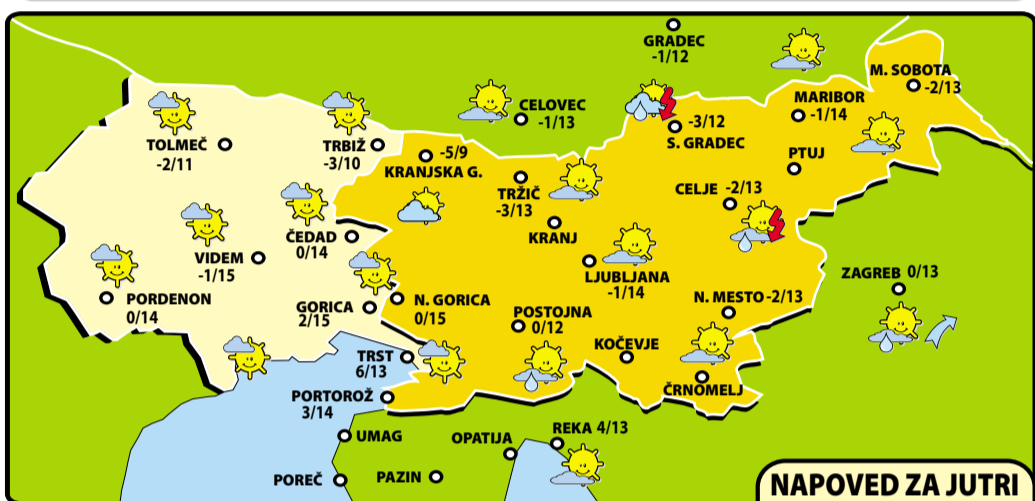 GRADEC
-1/12
M. SOBOTA
-2/13
CELOVEC
-1/13
MARIBOR
-1/14
-3/12
S. GRADEC
TOLMEČ
-2/11
TRBIŽ
-3/10
-5/9
KRANJSKA G.
PTUJ
TRŽIČ
-3/13
CELJE -2/13
KRANJ
ČEDAD
0/14
VIDEM
-1/15
LJUBLJANA
-1/14
ZAGREB 0/13
PORDENON
0/14
GORICA
2/15
N. GORICA
0/15
POSTOJNA
0/12
N. MESTO -2/13
KOČEVJE
TRST
6/13
ČRNOMELJ
PORTOROŽ
3/14
UMAG
OPATIJA
REKA 4/13
POREČ
PAZIN
NAPOVED ZA JUTRI